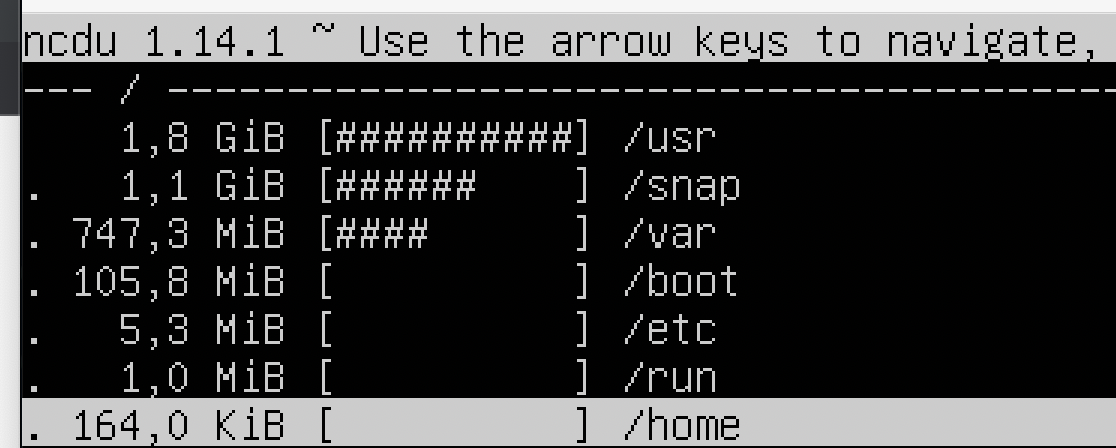 ncdu 1.14.1 ~ Use the arrow keys to navigate,
--- / ----------------------------------------
    1,8 GiB [##########] /usr
.   1,1 GiB [######    ] /snap
. 747,3 MiB [####      ] /var
. 105,8 MiB [          ] /boot
.   5,3 MiB [          ] /etc
.   1,0 MiB [          ] /run
. 164,0 KiB [          ] /home